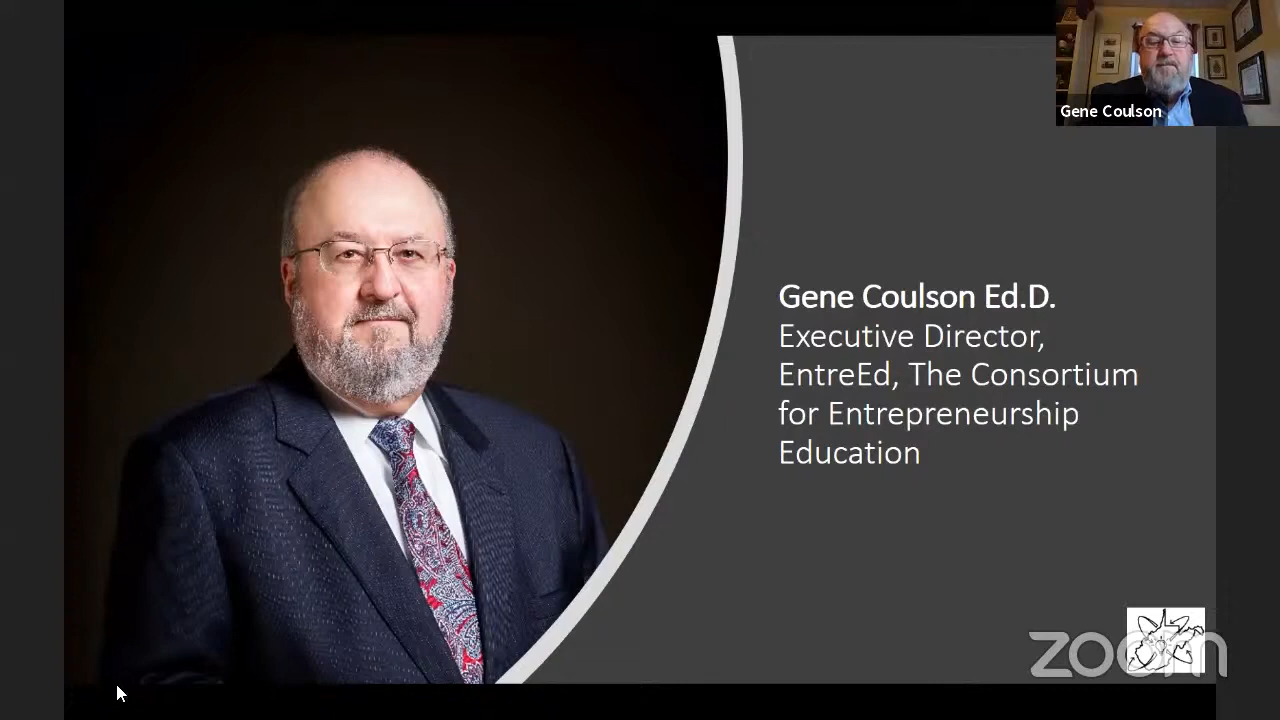 Gene Coulson
Gene Coulson Ed.D.
Executive Director,
EntreEd, The Consortium
for Entrepreneurship
Education
zoom